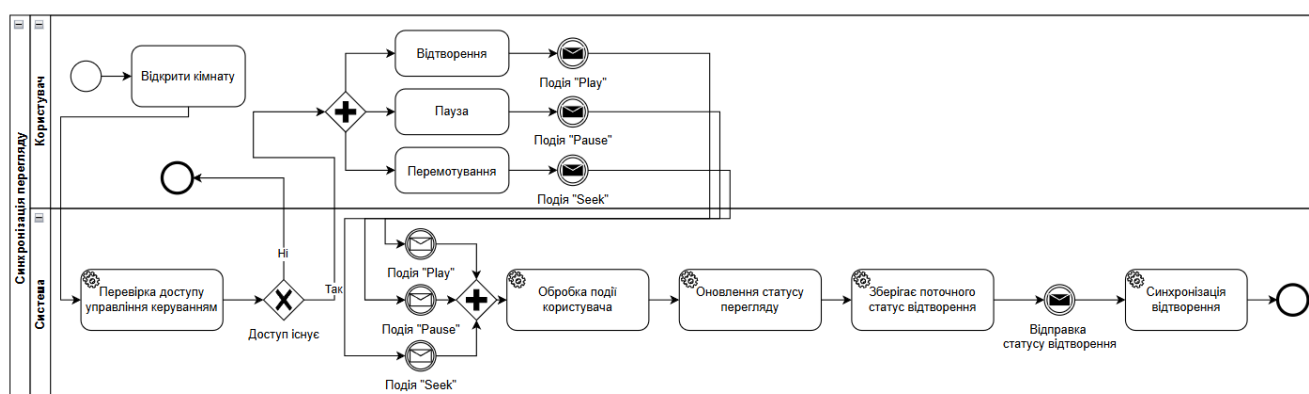 Синхронізація перегляду
Користувач
Відкрити кімнату
Відтворення
Подія "Play"
Пауза
Подія "Pause"
Перемотування
Подія "Seek"
Система
Перевірка доступу
управління керуванням
Ні
Так
Доступ існує
Подія "Play"
Подія "Pause"
Подія "Seek"
Обробка події
користувача
Оновлення статусу
перегляду
Зберігає поточного
статус відтворення
Відправка
статусу відтворення
Синхронізація
відтворення